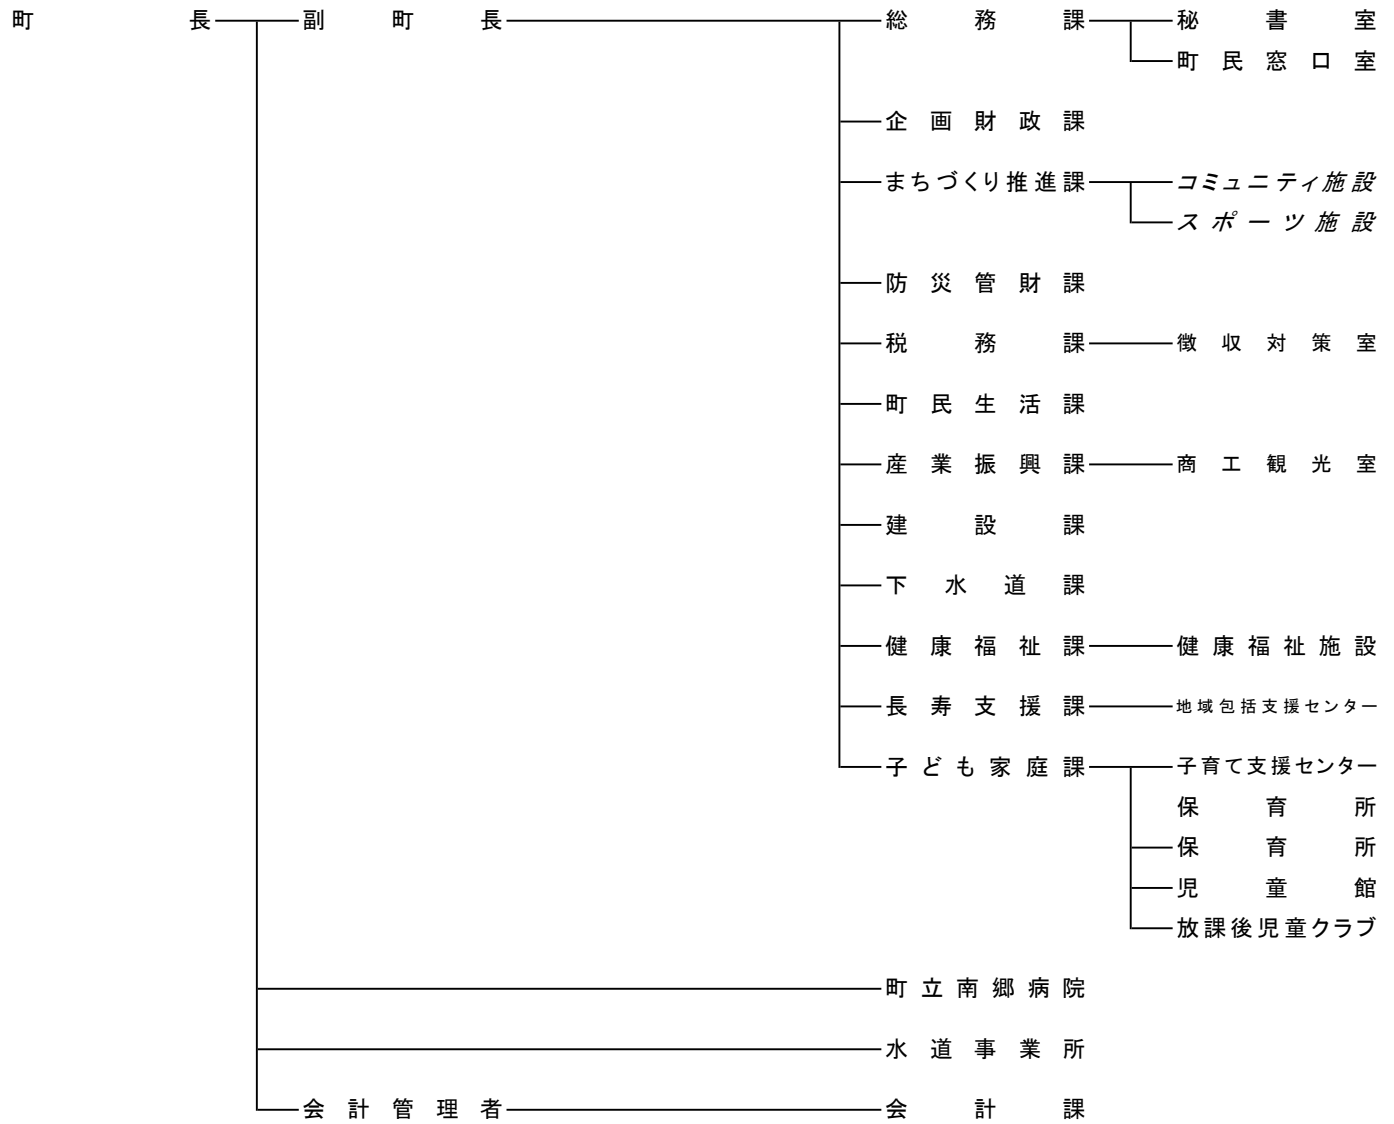 町長 副町長 総務課 秘書室
町民窓口室
企画財政課
まちづくり推進課 コミュニティ施設
スポーツ施設
防災管財課
税務課 徴収対策室
町民生活課
産業振興課 商工観光室
建設課
下水道課
健康福祉課 健康福祉施設
長寿支援課 地域包括支援センター
子ども家庭課 子育て支援センター
保育所
保育所
児童館
放課後児童クラブ
町立南郷病院
水道事業所
会計管理者 会計課